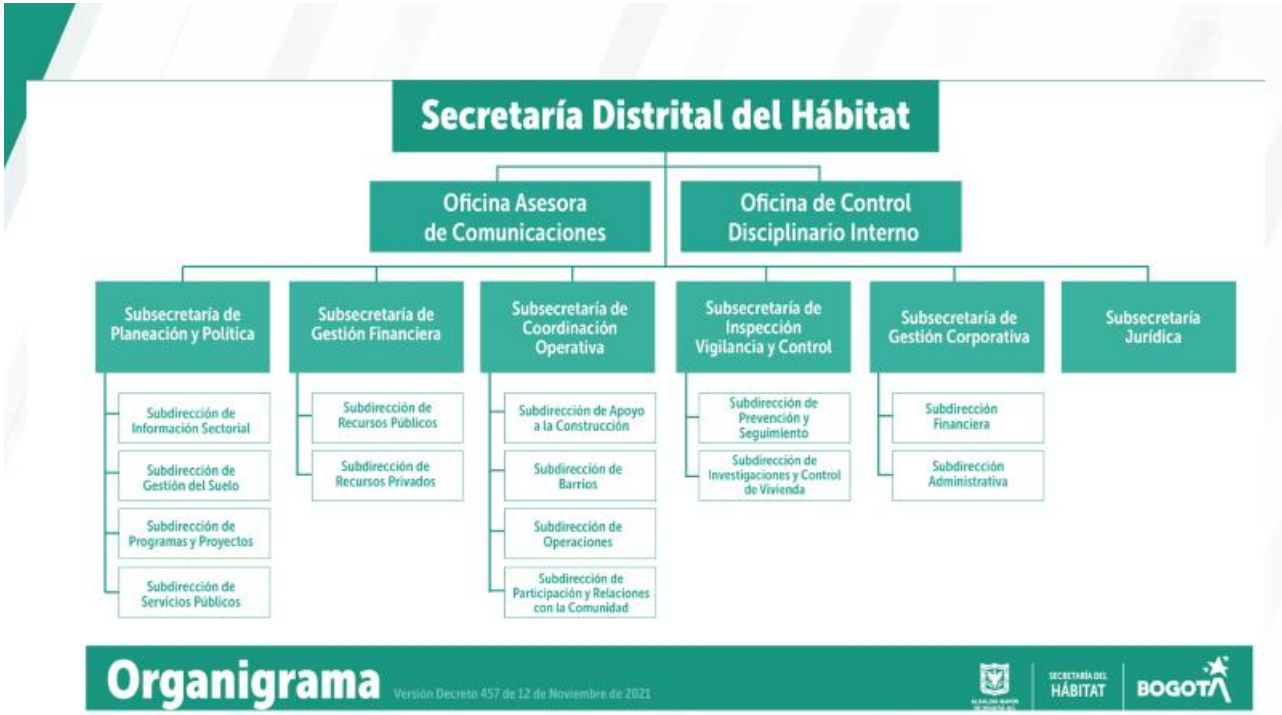 Secretaría Distrital del Hábitat
Oficina Asesora
de Comunicaciones
Oficina de Control
Disciplinario Interno
Subsecretaría de
Planeación y Política
Subdirección de
Información Sectorial
Subdirección de
Gestión del Suelo
Subdirección de
Programas y Proyectos
Subdirección de
Servicios Públicos
Subsecretaría de
Gestión Financiera
Subdirección de
Recursos Públicos
Subdirección de
Recursos Privados
Subsecretaría de
Coordinación
Operativa
Subdirección de Apoyo
a la Construcción
Subdirección de
Barrios
Subdirección de
Operaciones
Subdirección de
Participación y Relaciones
con la Comunidad
Subsecretaría de
Inspección
Vigilancia y Control
Subdirección de
Prevención y
Seguimiento
Subdirección de
Investigaciones y Control
de Vivienda
Subsecretaría de
Gestión Corporativa
Subdirección
Financiera
Subdirección
Administrativa
Subsecretaría
Jurídica
Organigrama
Versión Decreto 457 de 12 de Noviembre de 2021
ALCALDÍA MAYOR
DE BOGOTÁ D.C.
SECRETARÍA DEL
HÁBITAT
BOGOTÁ